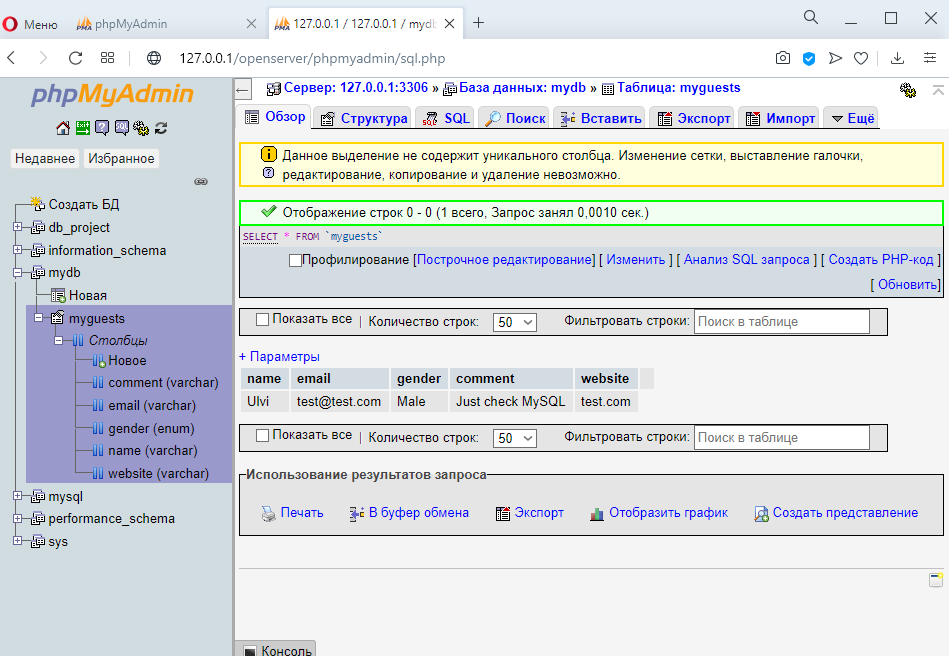 Меню
phpMyAdmin
127.0.0.1 / 127.0.0.1 / mydb
127.0.0.1/openserver/phpmyadmin/sql.php
phpMyAdmin
Недавнее Избранное
Создать БД
db_project
information_schema
mydb
Новая
myguests
Столбцы
Новое
comment (varchar)
email (varchar)
gender (enum)
name (varchar)
website (varchar)
mysql
performance_schema
sys
Сервер: 127.0.0.1:3306 » База данных: mydb » Таблица: myguests
Обзор Структура SQL Поиск Вставить Экспорт Импорт Ещё
Данное выделение не содержит уникального столбца. Изменение сетки, выставление галочки,
редактирование, копирование и удаление невозможно.
Отображение строк 0 - 0 (1 всего, Запрос занял 0,0010 сек.)
SELECT * FROM `myguests`
Профилирование [Построчное редактирование] [ Изменить ] [ Анализ SQL запроса ] [ Создать PHP-код ]
[ Обновить]
Показать все | Количество строк: 50 Фильтровать строки: Поиск в таблице
+ Параметры
name email gender comment website
Ulvi test@test.com Male Just check MySQL test.com
Показать все | Количество строк: 50 Фильтровать строки: Поиск в таблице
Использование результатов запроса
Печать В буфер обмена Экспорт Отобразить график Создать представление
Консоль